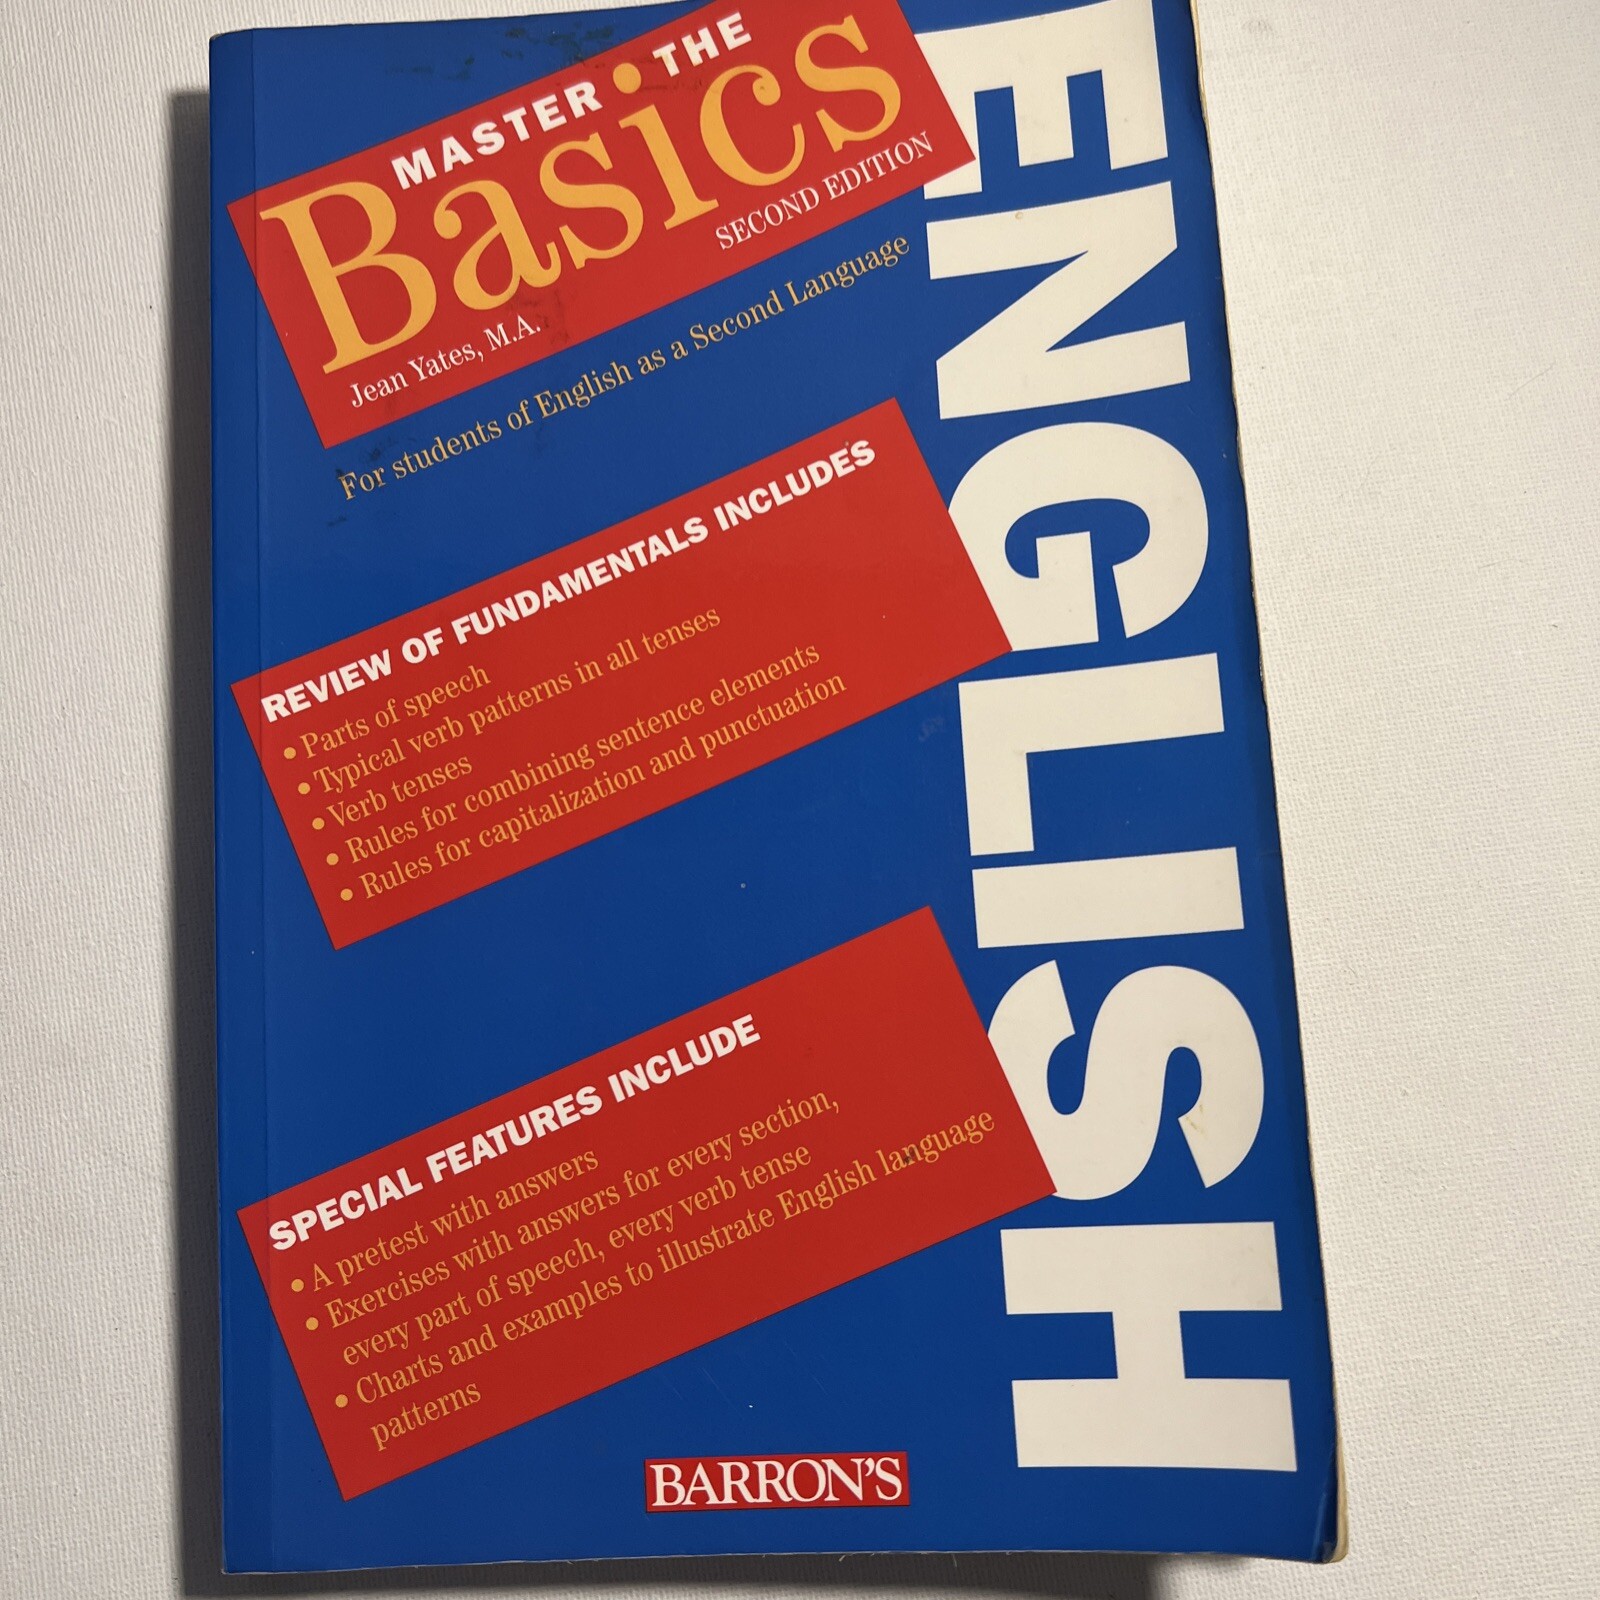 MASTER THE
Basics
SECOND EDITION
Jean Yates, M.A.
For students of English as a Second Language
ENGLISH
REVIEW OF FUNDAMENTALS INCLUDES
• Parts of speech
• Typical verb patterns in all tenses
• Verb tenses
• Rules for combining sentence elements
• Rules for capitalization and punctuation
SPECIAL FEATURES INCLUDE
• A pretest with answers
• Exercises with answers for every section,
every part of speech, every verb tense
• Charts and examples to illustrate English language
patterns
BARRON'S